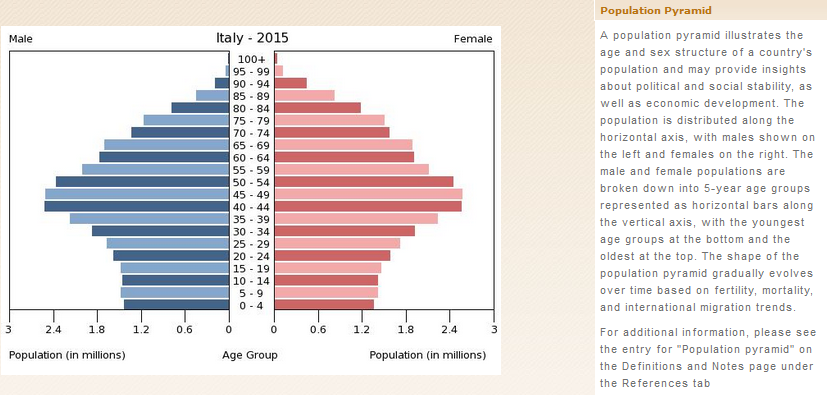 Italy - 2015
Male
Female
100+
95 - 99
90 - 94
85 - 89
80 - 84
75 - 79
70 - 74
65 - 69
60 - 64
55 - 59
50 - 54
45 - 49
40 - 44
35 - 39
30 - 34
25 - 29
20 - 24
15 - 19
10 - 14
5 - 9
0 - 4
3 2.4 1.8 1.2 0.6 0 0 0.6 1.2 1.8 2.4 3
Population (in millions) Age Group Population (in millions)
Population Pyramid
A population pyramid illustrates the
age and sex structure of a country's
population and may provide insights
about political and social stability, as
well as economic development. The
population is distributed along the
horizontal axis, with males shown on
the left and females on the right. The
male and female populations are
broken down into 5-year age groups
represented as horizontal bars along
the vertical axis, with the youngest
age groups at the bottom and the
oldest at the top. The shape of the
population pyramid gradually evolves
over time based on fertility, mortality,
and international migration trends.
For additional information, please see
the entry for "Population pyramid" on
the Definitions and Notes page under
the References tab